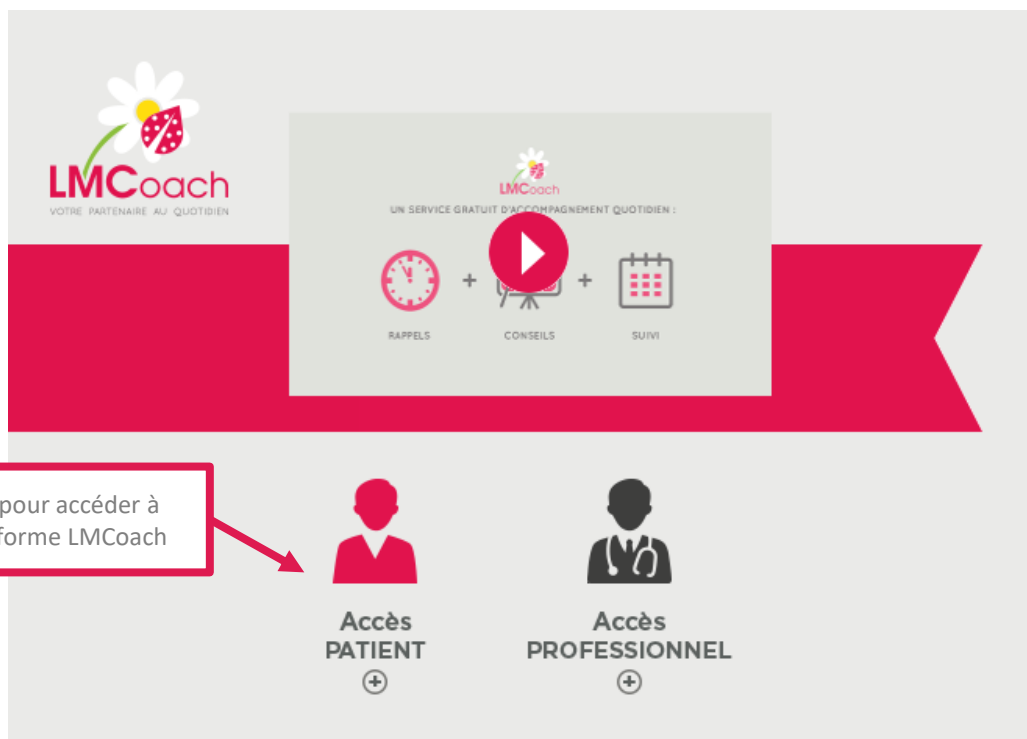 LMCoach
VOTRE PARTENAIRE AU QUOTIDIEN
LMCoach
UN SERVICE GRATUIT D'ACCOMPAGNEMENT QUOTIDIEN :
+
+
RAPPELS
CONSEILS
SUIVI
pour accéder à
forme LMCoach
Accès
PATIENT
Accès
PROFESSIONNEL